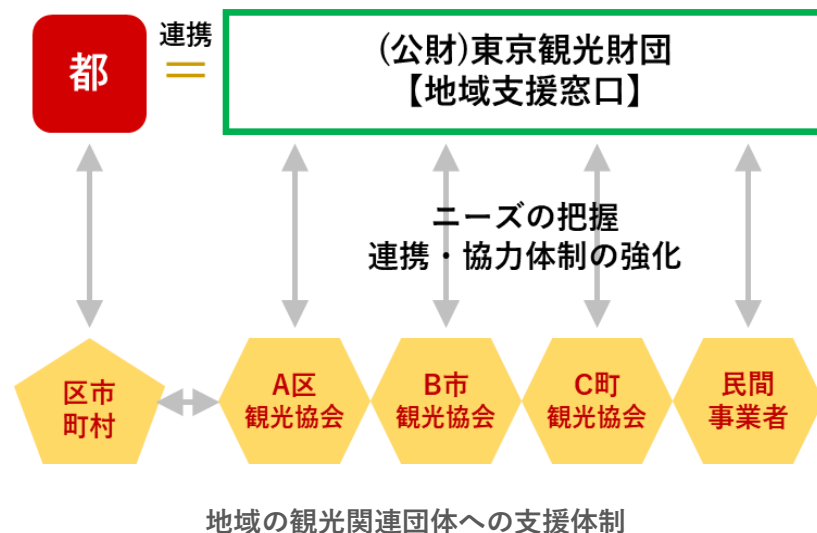 都
連携
(公財)東京観光財団
【地域支援窓口】
ニーズの把握
連携・協力体制の強化
区市
町村
A区
観光協会
B市
観光協会
C町
観光協会
民間
事業者
地域の観光関連団体への支援体制